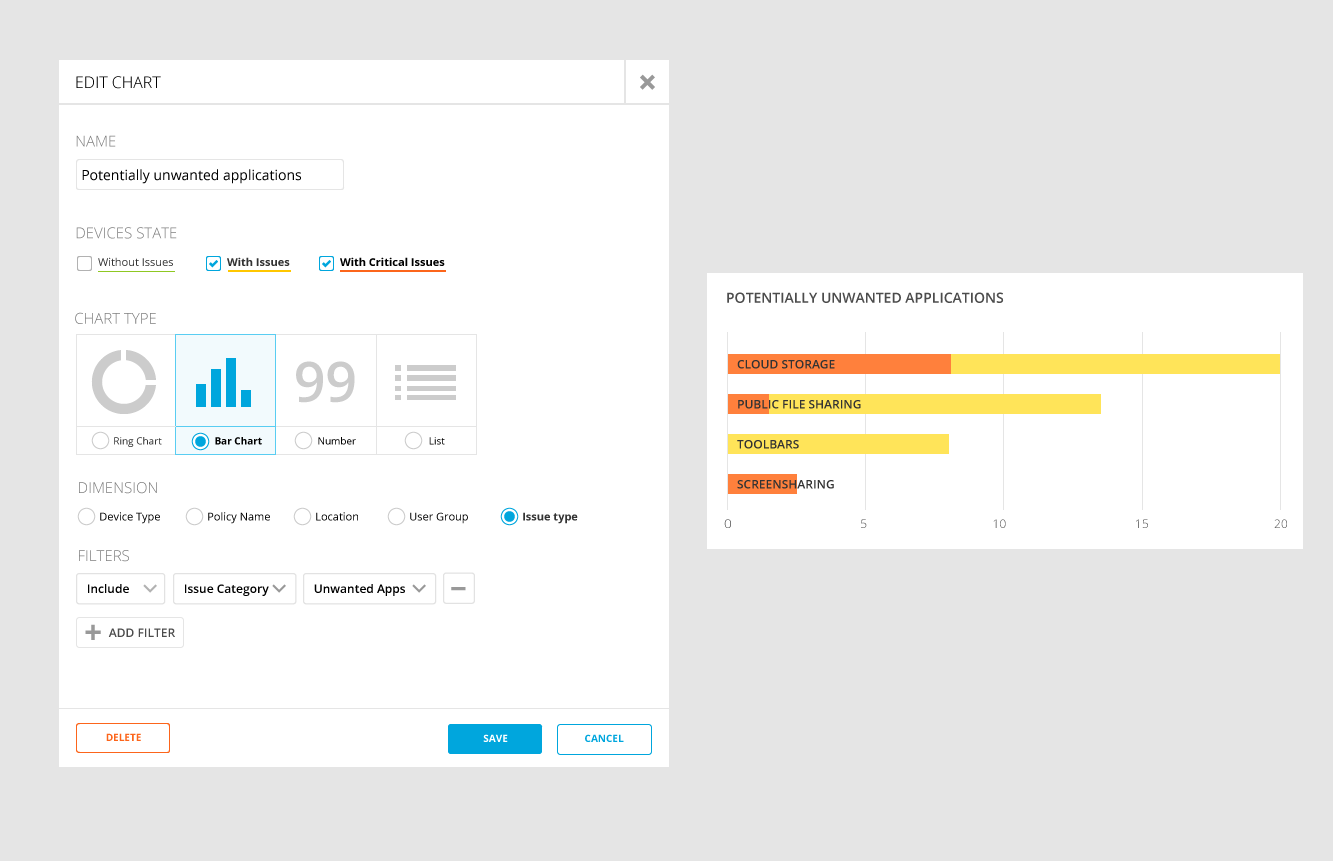 EDIT CHART
NAME
Potentially unwanted applications
DEVICES STATE
Without Issues With Issues With Critical Issues
CHART TYPE
99
Ring Chart Bar Chart Number List
DIMENSION
Device Type Policy Name Location User Group Issue type
FILTERS
Include Issue Category Unwanted Apps
ADD FILTER
DELETE SAVE CANCEL
POTENTIALLY UNWANTED APPLICATIONS
CLOUD STORAGE
PUBLIC FILE SHARING
TOOLBARS
SCREENSHARING
0 5 10 15 20